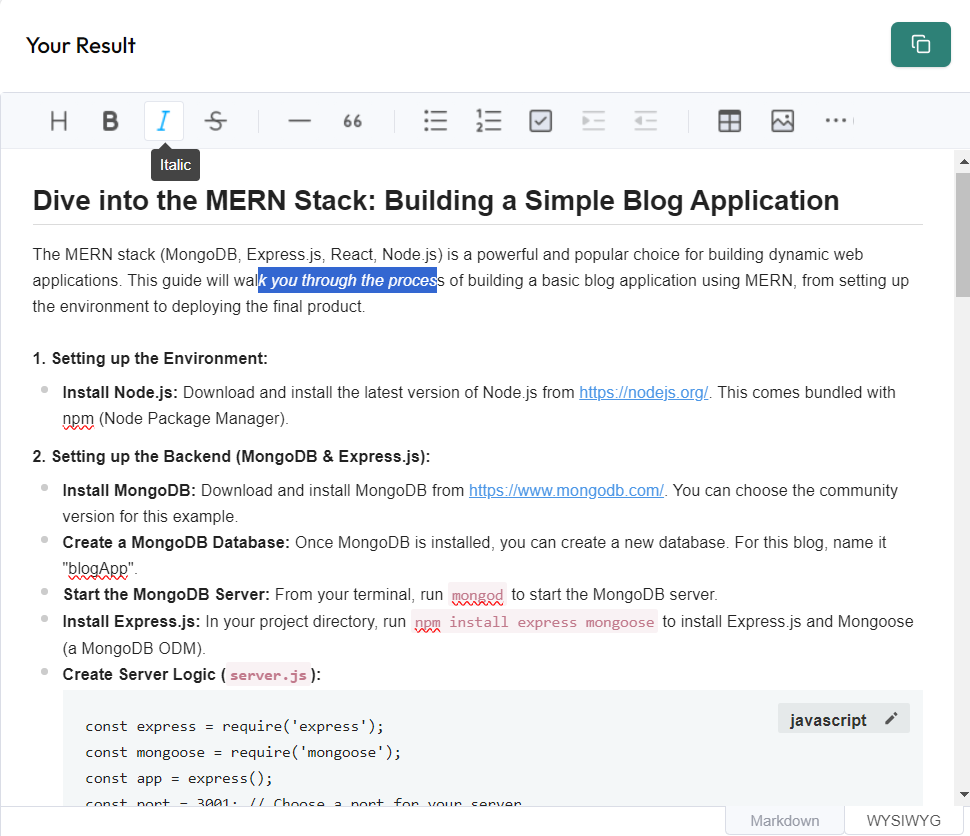 Your Result
H B I S — 66
Italic
Dive into the MERN Stack: Building a Simple Blog Application
The MERN stack (MongoDB, Express.js, React, Node.js) is a powerful and popular choice for building dynamic web
applications. This guide will walk you through the process of building a basic blog application using MERN, from setting up
the environment to deploying the final product.
1. Setting up the Environment:
Install Node.js: Download and install the latest version of Node.js from https://nodejs.org/. This comes bundled with
npm (Node Package Manager).
2. Setting up the Backend (MongoDB & Express.js):
Install MongoDB: Download and install MongoDB from https://www.mongodb.com/. You can choose the community
version for this example.
Create a MongoDB Database: Once MongoDB is installed, you can create a new database. For this blog, name it
"blogApp".
Start the MongoDB Server: From your terminal, run mongod to start the MongoDB server.
Install Express.js: In your project directory, run npm install express mongoose to install Express.js and Mongoose
(a MongoDB ODM).
Create Server Logic (server.js):
javascript
const express = require('express');
const mongoose = require('mongoose');
const app = express();
const port = 3001; // Choose a port for your server
Markdown WYSIWYG